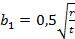 b₁ = 0,5√(r/t)